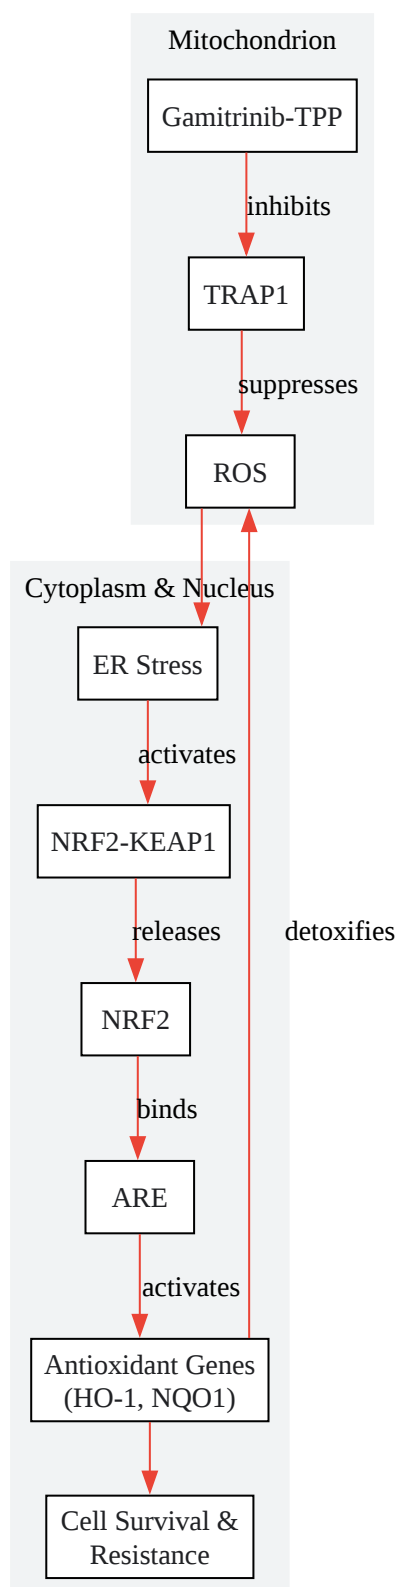 Mitochondrion
Gamitrinib-TPP
inhibits
TRAP1
suppresses
ROS
Cytoplasm & Nucleus
ER Stress
activates
NRF2-KEAP1
releases
detoxifies
NRF2
binds
ARE
activates
Antioxidant Genes
(HO-1, NQO1)
Cell Survival &
Resistance